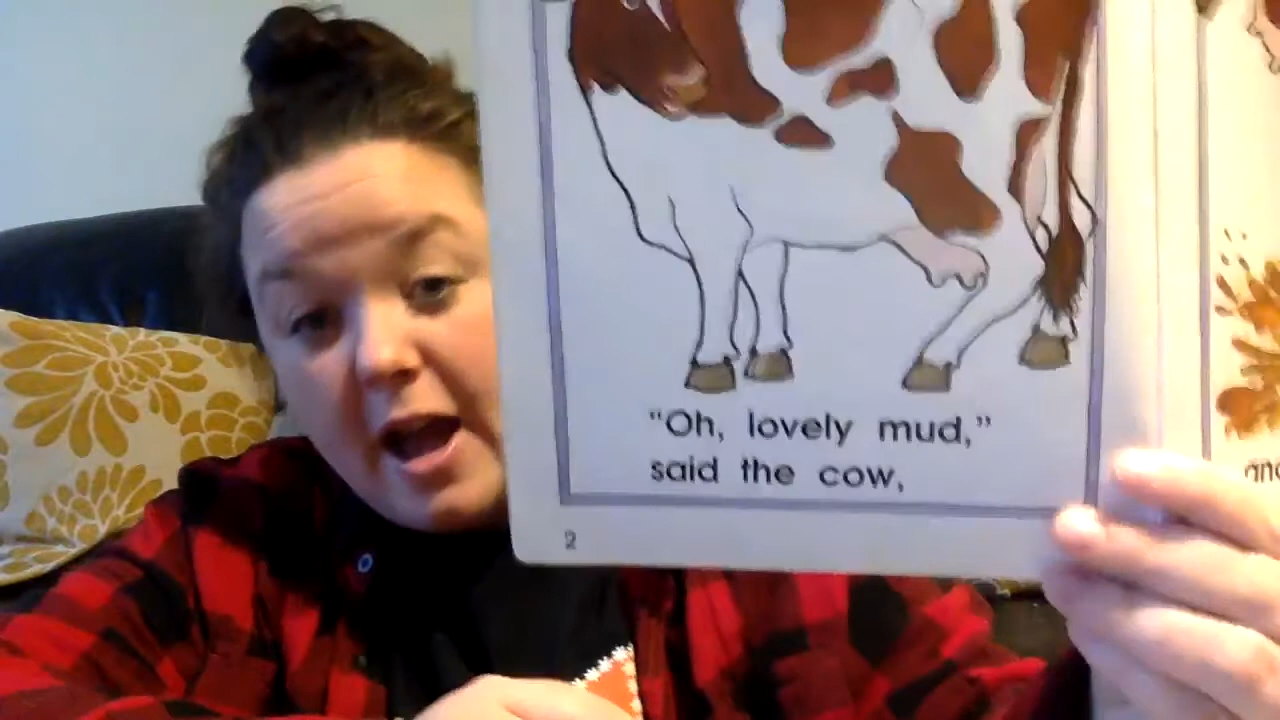 "Oh, lovely mud,"
said the cow,
2